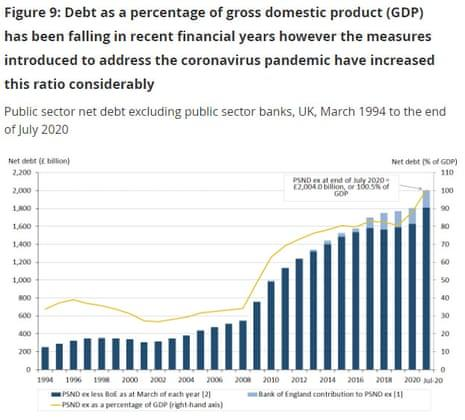 Figure 9: Debt as a percentage of gross domestic product (GDP)
has been falling in recent financial years however the measures
introduced to address the coronavirus pandemic have increased
this ratio considerably
Public sector net debt excluding public sector banks, UK, March 1994 to the end
of July 2020
Net debt (£ billion)
Net debt (% of GDP)
2,200
2,000
1,800
1,600
1,400
1,200
1,000
800
600
400
200
0
110
100
90
80
70
60
50
40
30
20
10
0
PSND ex at end of July 2020 =
£2,004.0 billion, or 100.5% of
GDP
1994 1996 1998 2000 2002 2004 2006 2008 2010 2012 2014 2016 2018 2020 Jul-20
PSND ex less BoE as at March of each year [2]
Bank of England contribution to PSND ex [1]
PSND ex as a percentage of GDP (right-hand axis)